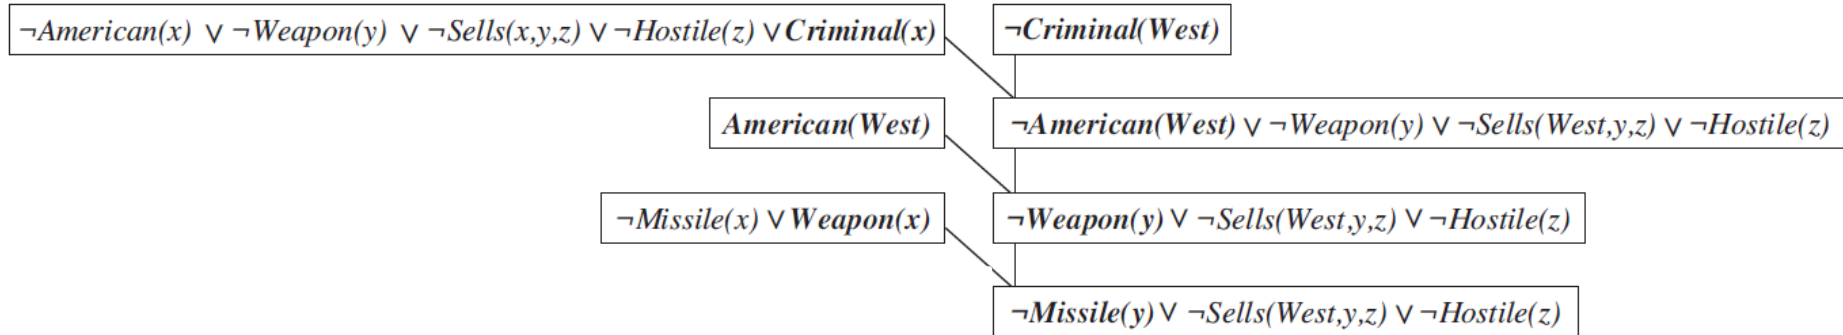 ¬American(x) ∨ ¬Weapon(y) ∨ ¬Sells(x,y,z) ∨ ¬Hostile(z) ∨ Criminal(x) ¬Criminal(West)
American(West) ¬American(West) ∨ ¬Weapon(y) ∨ ¬Sells(West,y,z) ∨ ¬Hostile(z)
¬Missile(x) ∨ Weapon(x) ¬Weapon(y) ∨ ¬Sells(West,y,z) ∨ ¬Hostile(z)
¬Missile(y) ∨ ¬Sells(West,y,z) ∨ ¬Hostile(z)